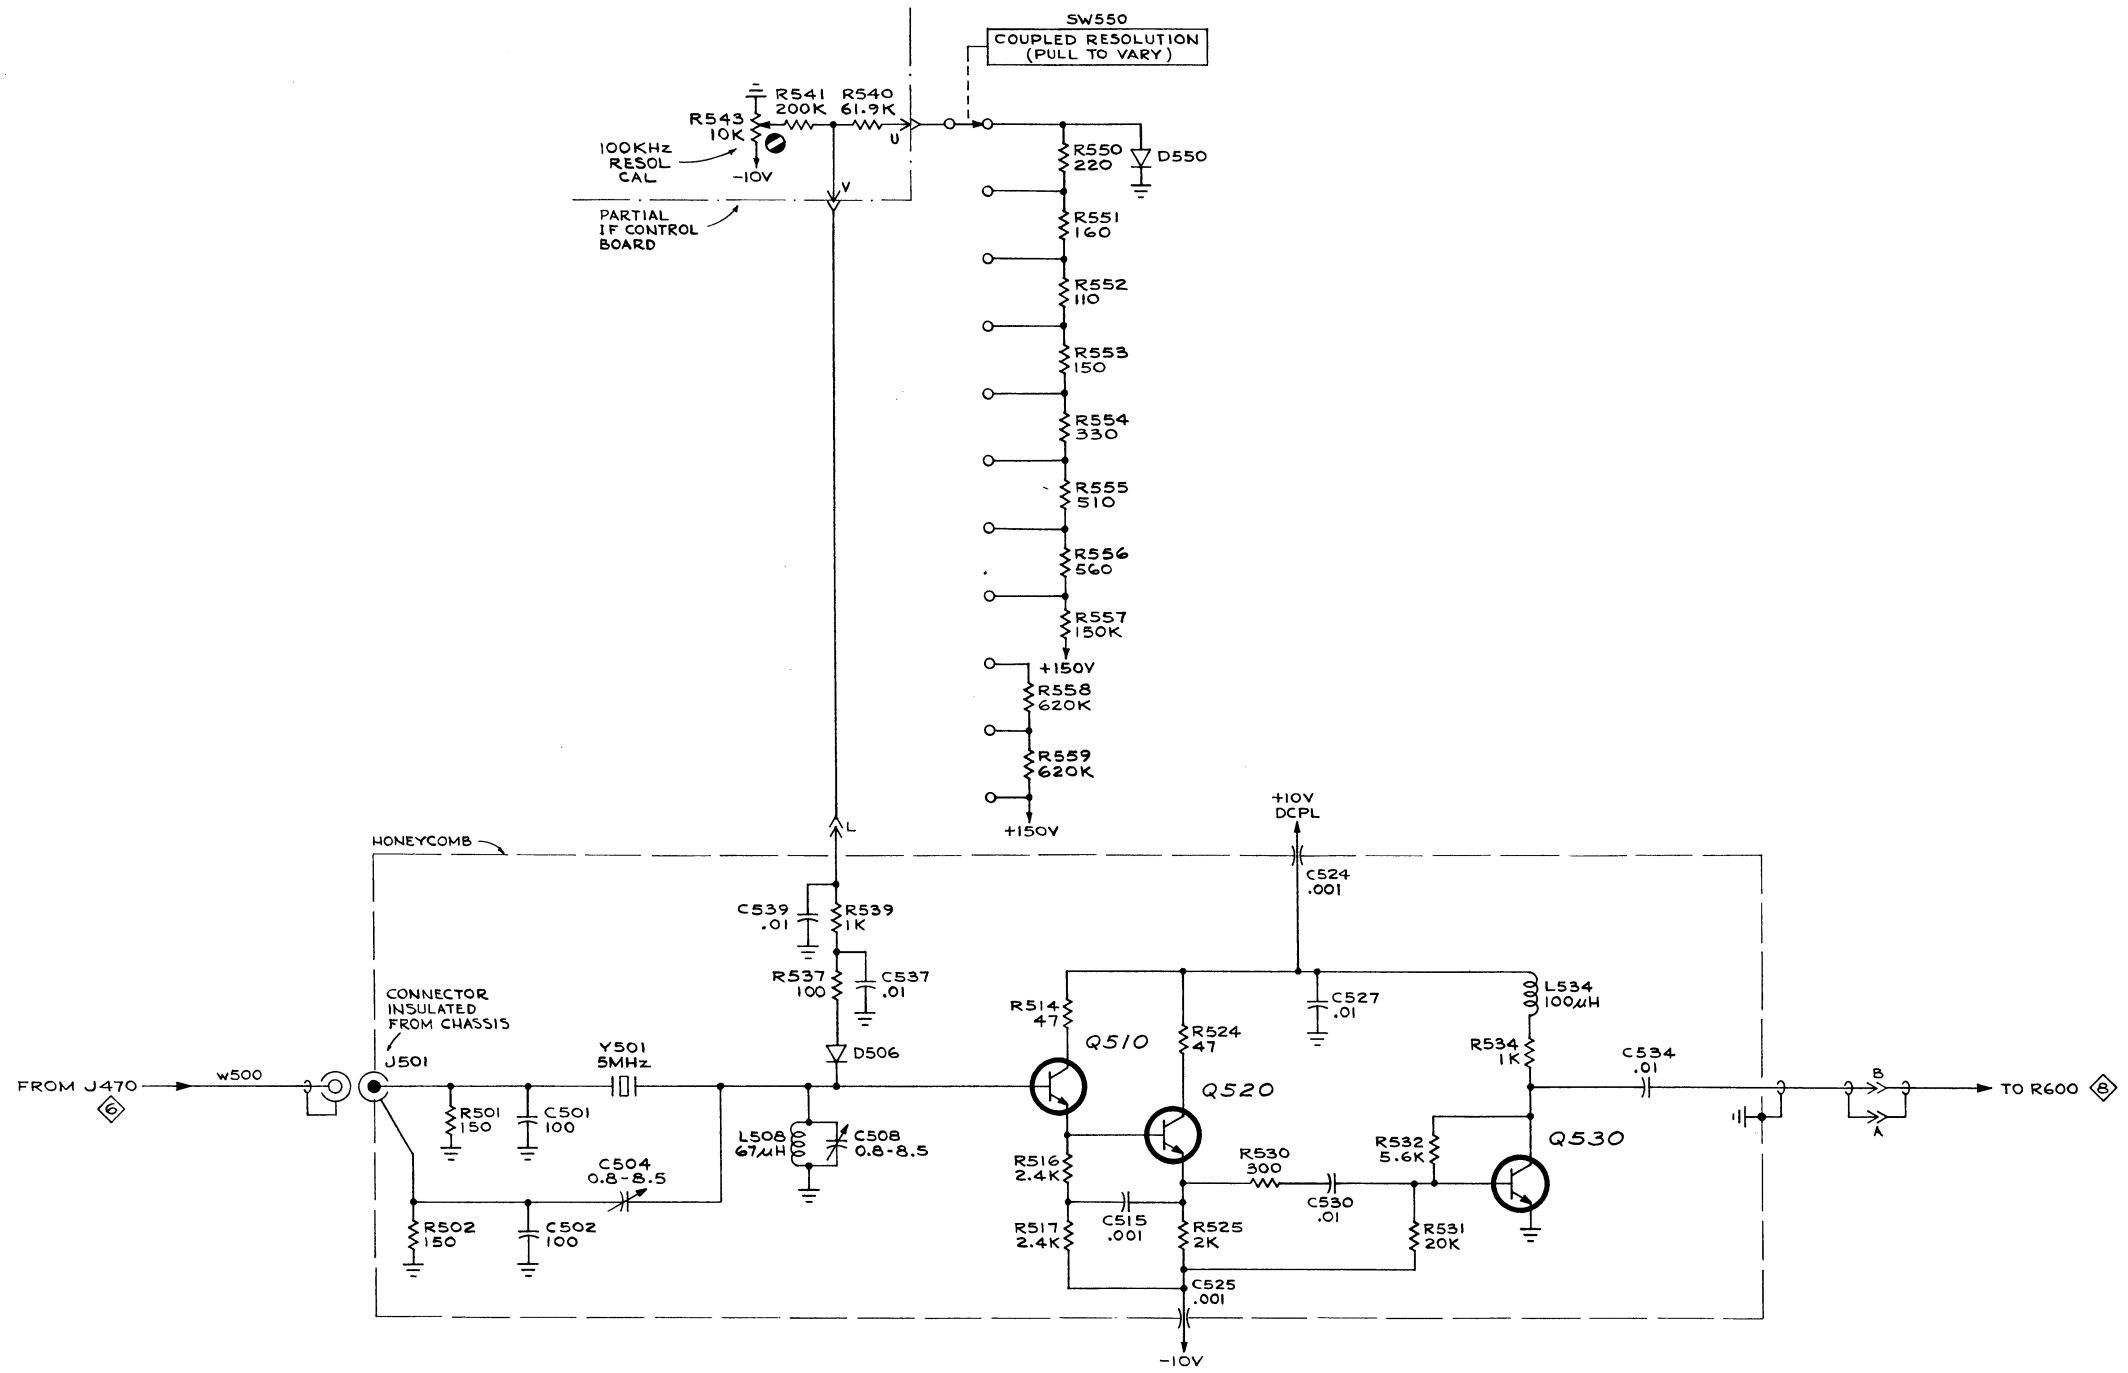 SW550
COUPLED RESOLUTION
(PULL TO VARY)
R541
200K
R540
61.9K
R543
10K
U
100KHz
RESOL
CAL
-10V
V
PARTIAL
IF CONTROL
BOARD
R550
220
D550
R551
160
R552
110
R553
150
R554
330
R555
510
R556
560
R557
150K
+150V
R558
620K
R559
620K
+150V
L
+10V
DCPL
HONEYCOMB
C524
.001
C539
.01
R539
1K
R537
100
C537
.01
CONNECTOR
INSULATED
FROM CHASSIS
R514
47
Q510
R524
47
C527
.01
L534
100µH
D506
J501
Y501
5MHz
R534
1K
C534
.01
FROM J470
6
W500
Q520
B
TO R600
8
R501
150
C501
100
L508
67µH
C508
0.8-8.5
A
R532
5.6K
Q530
C504
0.8-8.5
R516
2.4K
R530
300
C530
.01
R502
150
C502
100
R517
2.4K
C515
.001
R525
2K
R531
20K
C525
.001
-10V